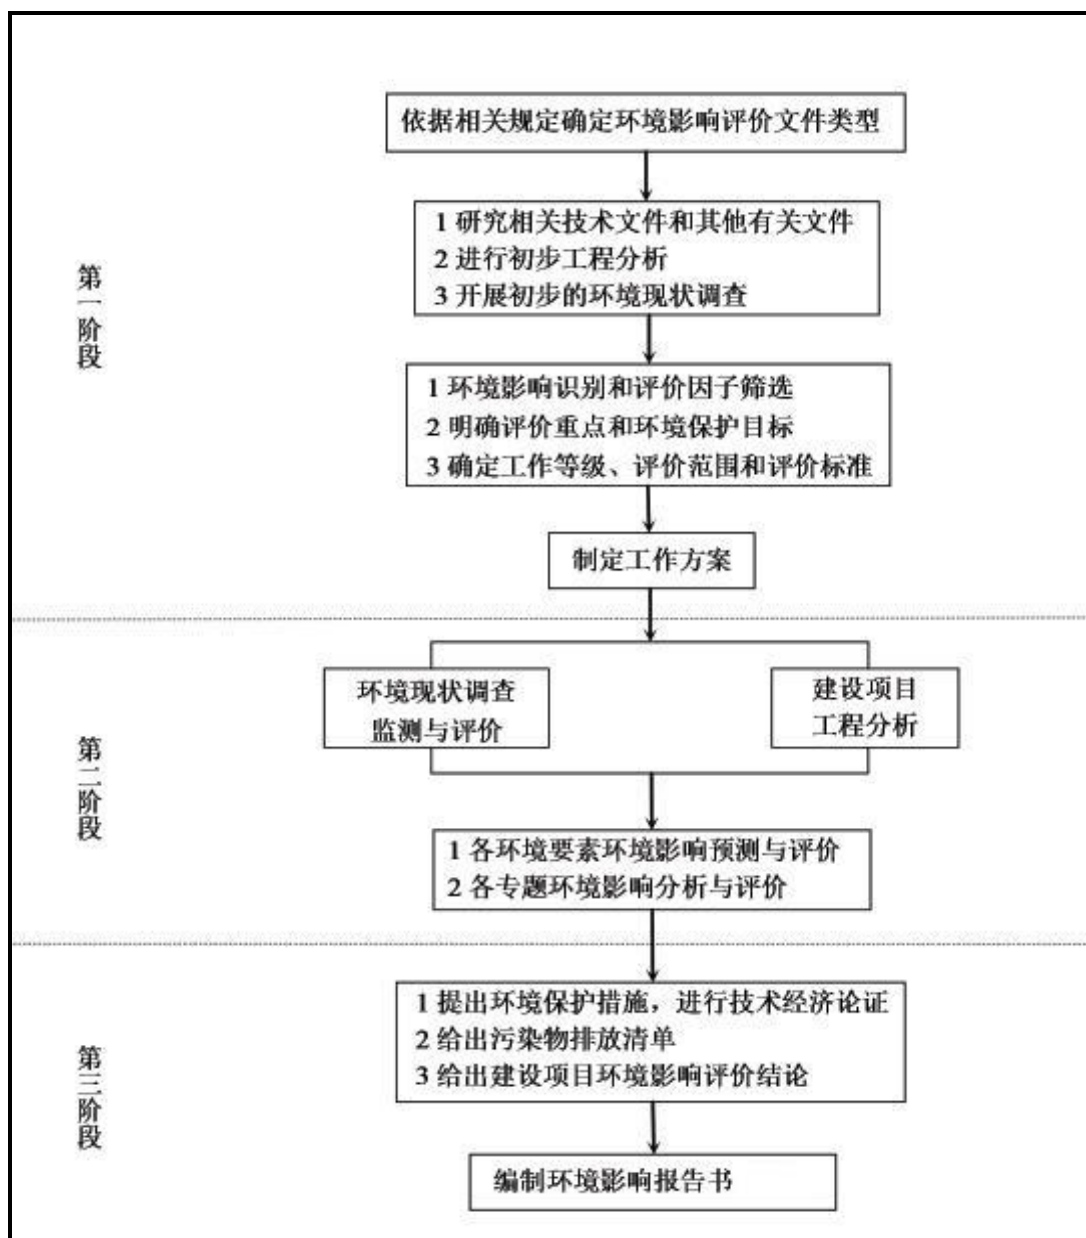 依据相关规定确定环境影响评价文件类型
1 研究相关技术文件和其他有关文件
2 进行初步工程分析
3 开展初步的环境现状调查
第一阶段
1 环境影响识别和评价因子筛选
2 明确评价重点和环境保护目标
3 确定工作等级、评价范围和评价标准
制定工作方案
环境现状调查
监测与评价
建设项目
工程分析
第二阶段
1 各环境要素环境影响预测与评价
2 各专题环境影响分析与评价
1 提出环境保护措施，进行技术经济论证
2 给出污染物排放清单
3 给出建设项目环境影响评价结论
第三阶段
编制环境影响报告书